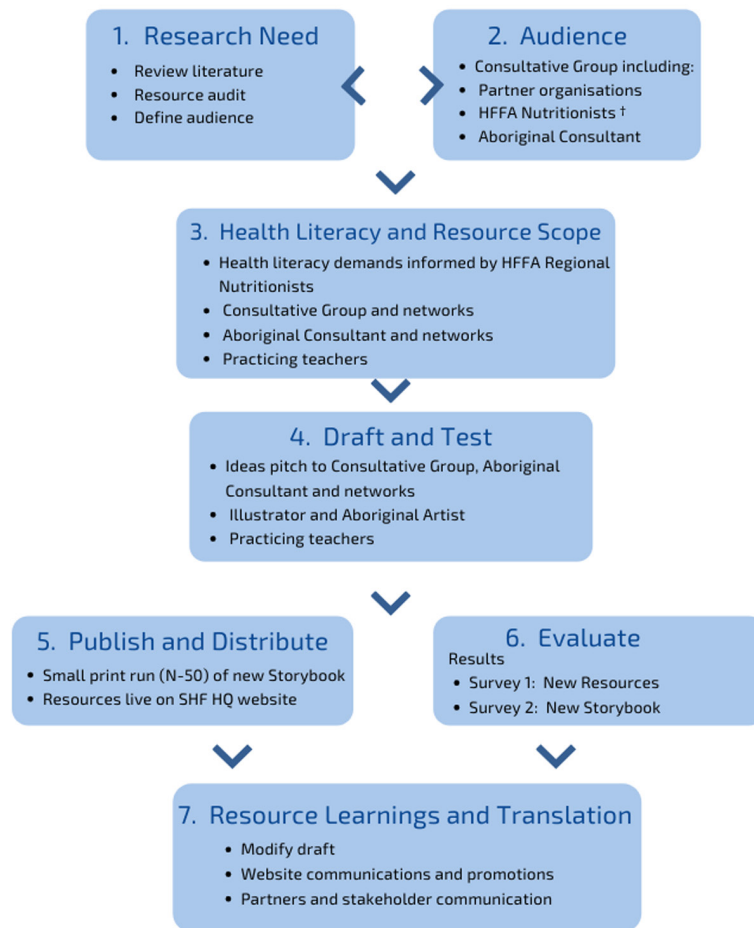 1. Research Need
• Review literature
• Resource audit
• Define audience
2. Audience
• Consultative Group including:
• Partner organisations
• HFFA Nutritionists †
• Aboriginal Consultant
3. Health Literacy and Resource Scope
• Health literacy demands informed by HFFA Regional
Nutritionists
• Consultative Group and networks
• Aboriginal Consultant and networks
• Practicing teachers
4. Draft and Test
• Ideas pitch to Consultative Group, Aboriginal
Consultant and networks
• Illustrator and Aboriginal Artist
• Practicing teachers
5. Publish and Distribute
• Small print run (N-50) of new Storybook
• Resources live on SHF HQ website
6. Evaluate
Results
• Survey 1: New Resources
• Survey 2: New Storybook
7. Resource Learnings and Translation
• Modify draft
• Website communications and promotions
• Partners and stakeholder communication